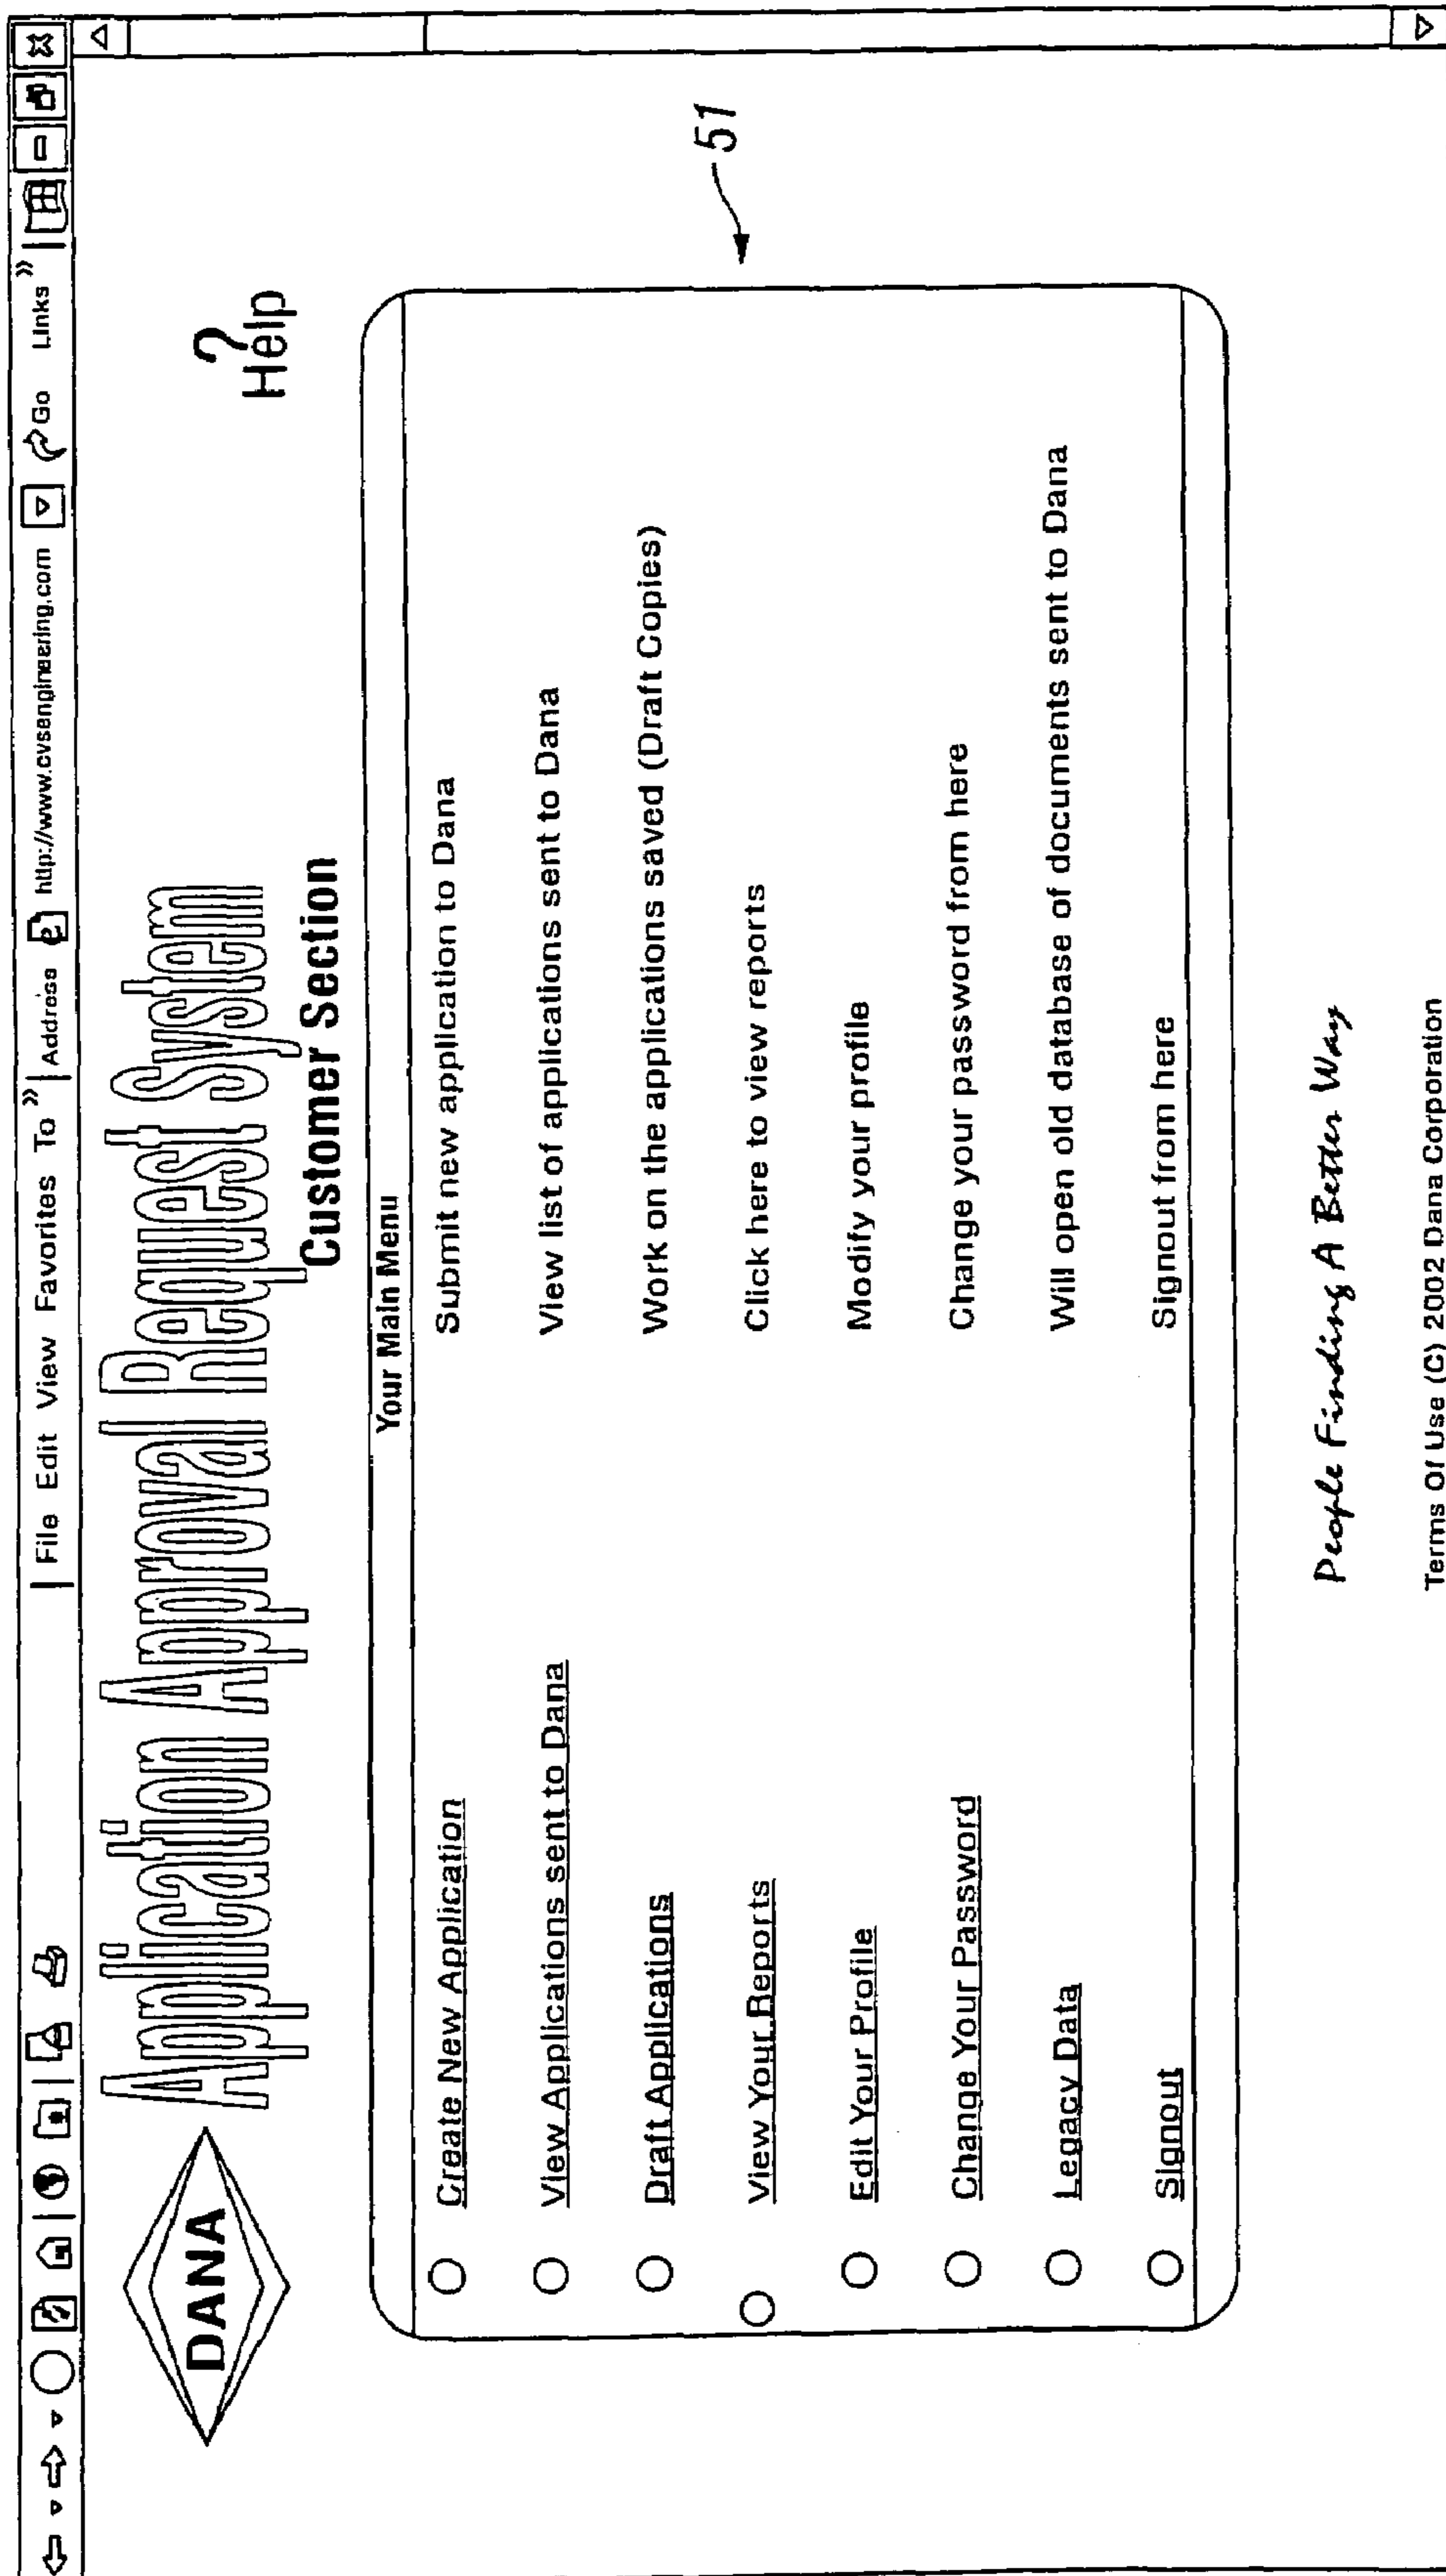 File Edit View Favorites To » Address http://www.cvsengineering.com Go Links »
DANA
Application Approval Request System
? Help
Customer Section
Your Main Menu
Create New Application Submit new application to Dana
View Applications sent to Dana View list of applications sent to Dana
Draft Applications Work on the applications saved (Draft Copies)
View Your Reports Click here to view reports
51
Edit Your Profile Modify your profile
Change Your Password Change your password from here
Legacy Data Will open old database of documents sent to Dana
Signout Signout from here
People Finding A Better Way
Terms Of Use (C) 2002 Dana Corporation